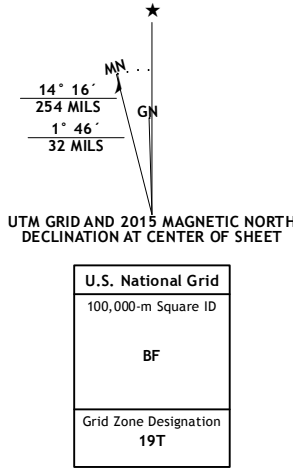 MN
14° 16´
254 MILS
GN
1° 46´
32 MILS
UTM GRID AND 2015 MAGNETIC NORTH
DECLINATION AT CENTER OF SHEET
U.S. National Grid
100,000-m Square ID
BF
Grid Zone Designation
19T